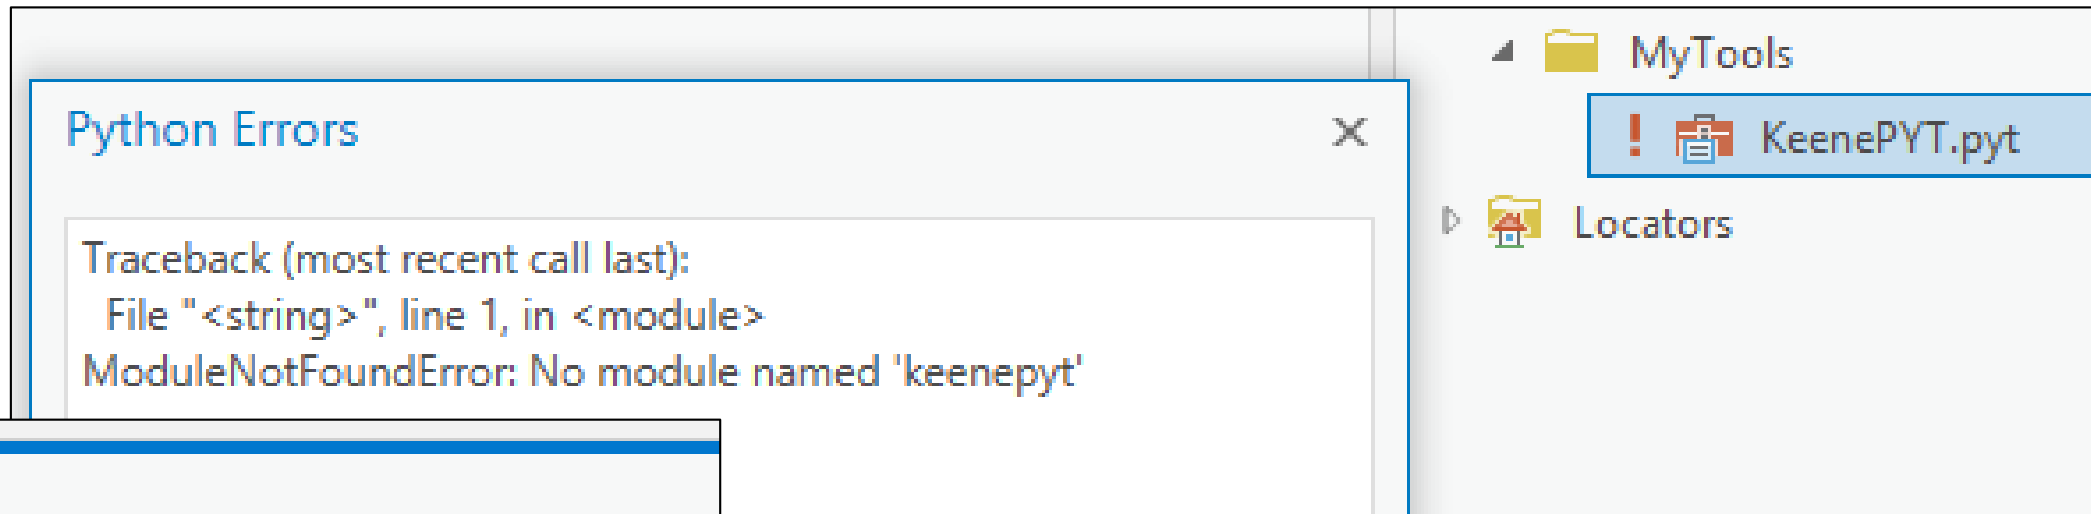 MyTools
Python Errors
KeenePYT.pyt
Locators
Traceback (most recent call last):
File "<string>", line 1, in <module>
ModuleNotFoundError: No module named 'keenepyt'